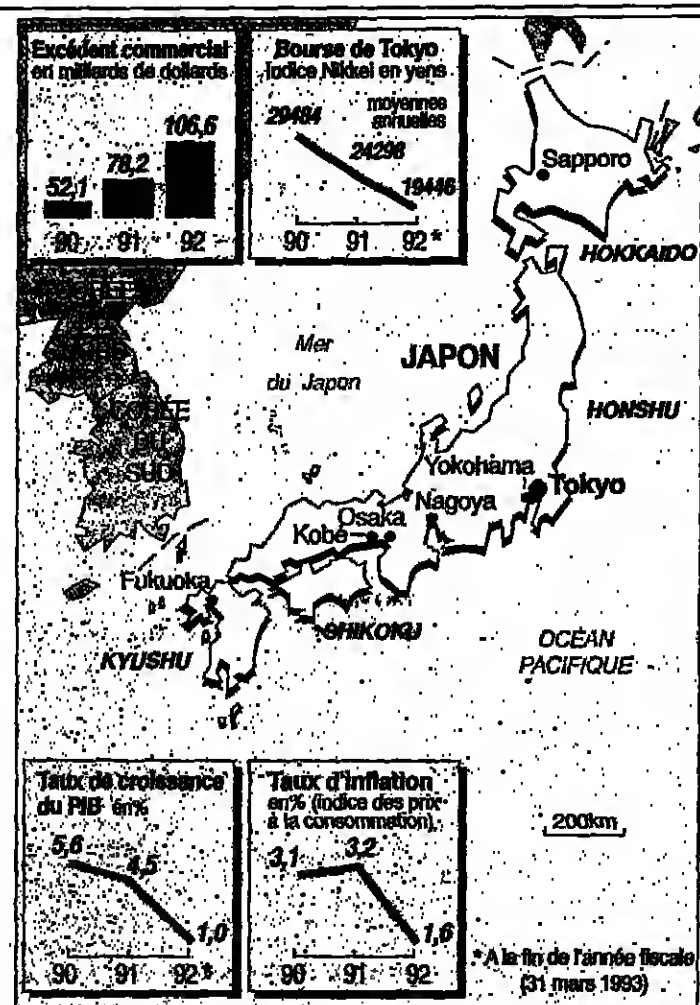 Excédent commercial
en milliards de dollards
106,6
78,2
52,1
90 91 92
Bourse de Tokyo
Indice Nikkei en yens
moyennes
annuelles
29484
24298
19446
90 91 92*
Sapporo
HOKKAIDO
Mer
du Japon
JAPON
HONSHU
CORÉE
DU
SUD
Yokohama
Tokyo
Nagoya
Osaka
Kobé
Fukuoka
SHIKOKU
KYUSHU
OCÉAN
PACIFIQUE
Taux de croissance
du PIB en%
5,6
4,5
1,0
90 91 92*
Taux d'inflation
en% (indice des prix
à la consommation)
3,1
3,2
1,6
90 91 92
200km
* A la fin de l'année fiscale
(31 mars 1993)